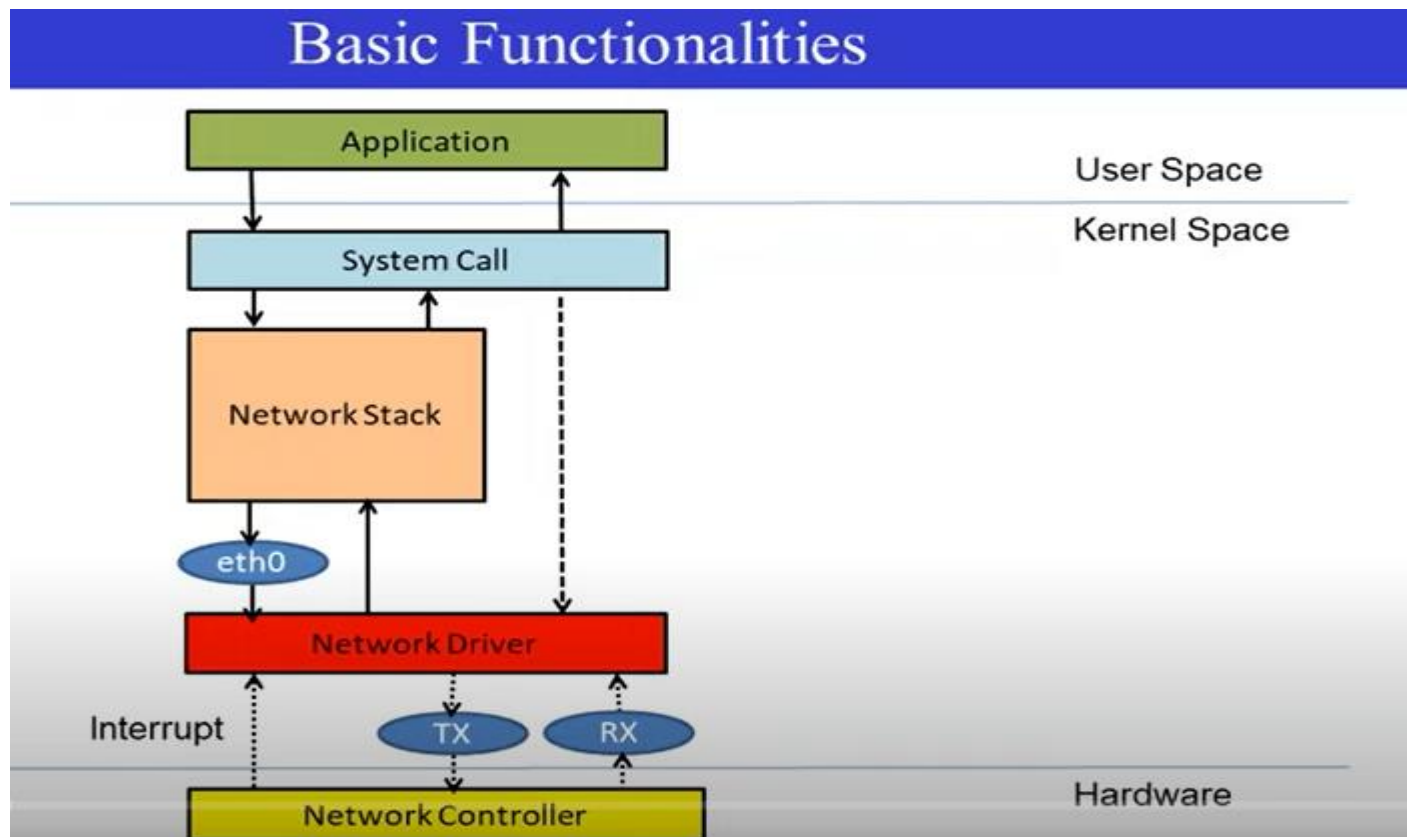 Basic Functionalities
Application
User Space
Kernel Space
System Call
Network Stack
eth0
Network Driver
Interrupt
TX
RX
Hardware
Network Controller